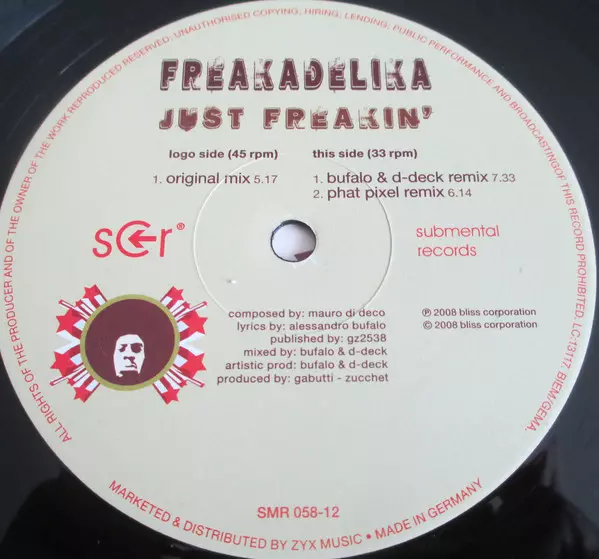 ALL RIGHTS OF THE PRODUCER AND OF THE OWNER OF THE WORK REPRODUCED RESERVED; UNAUTHORISED COPYING; HIRING; LENDING; PUBLIC PERFORMANCE AND BROADCASTING OF THIS RECORD PROHIBITED. LC-13117. BIEM/GEMA.
FREAKADELIKA
JUST FREAKIN'
logo side (45 rpm)
1. original mix 5.17
this side (33 rpm)
1. bufalo & d-deck remix 7.33
2. phat pixel remix 6.14
submental
records
composed by: mauro di deco
lyrics by: alessandro bufalo
published by: gz2538
mixed by: bufalo & d-deck
artistic prod: bufalo & d-deck
produced by: gabutti - zucchet
℗ 2008 bliss corporation
© 2008 bliss corporation
SMR 058-12
MARKETED & DISTRIBUTED BY ZYX MUSIC • MADE IN GERMANY